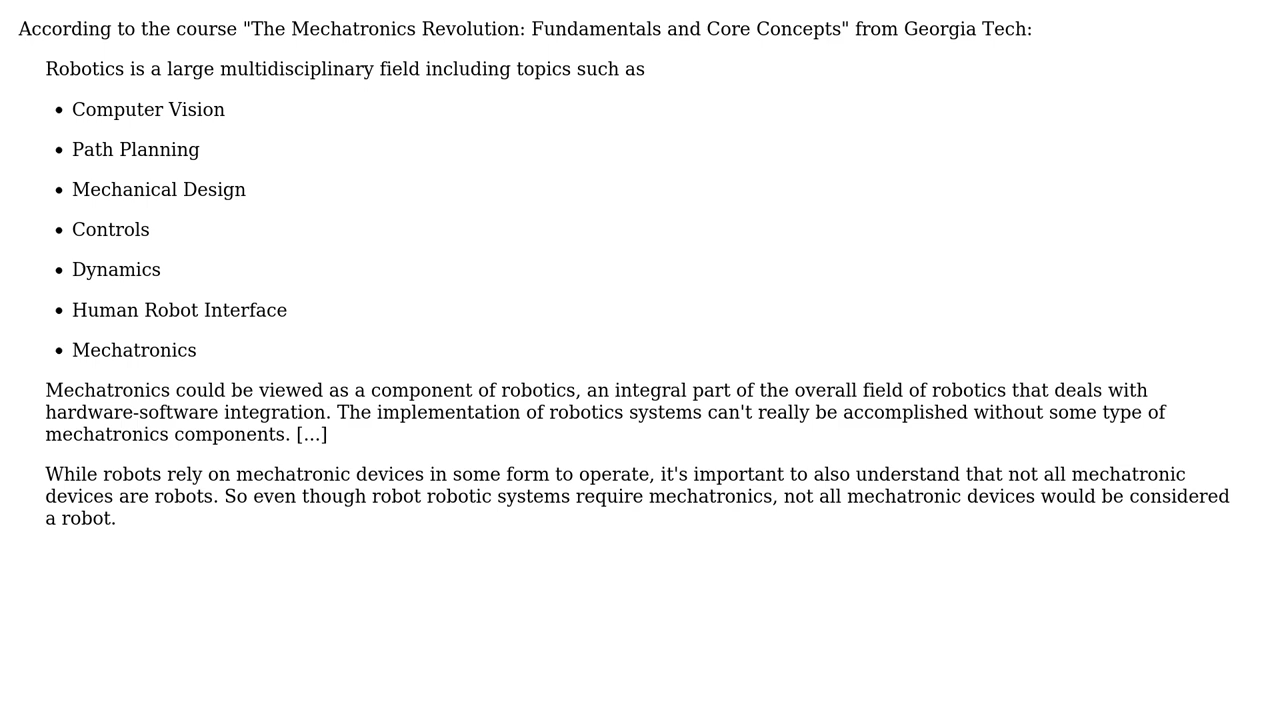 According to the course "The Mechatronics Revolution: Fundamentals and Core Concepts" from Georgia Tech:
Robotics is a large multidisciplinary field including topics such as
• Computer Vision
• Path Planning
• Mechanical Design
• Controls
• Dynamics
• Human Robot Interface
• Mechatronics
Mechatronics could be viewed as a component of robotics, an integral part of the overall field of robotics that deals with
hardware-software integration. The implementation of robotics systems can't really be accomplished without some type of
mechatronics components. [...]
While robots rely on mechatronic devices in some form to operate, it's important to also understand that not all mechatronic
devices are robots. So even though robot robotic systems require mechatronics, not all mechatronic devices would be considered
a robot.